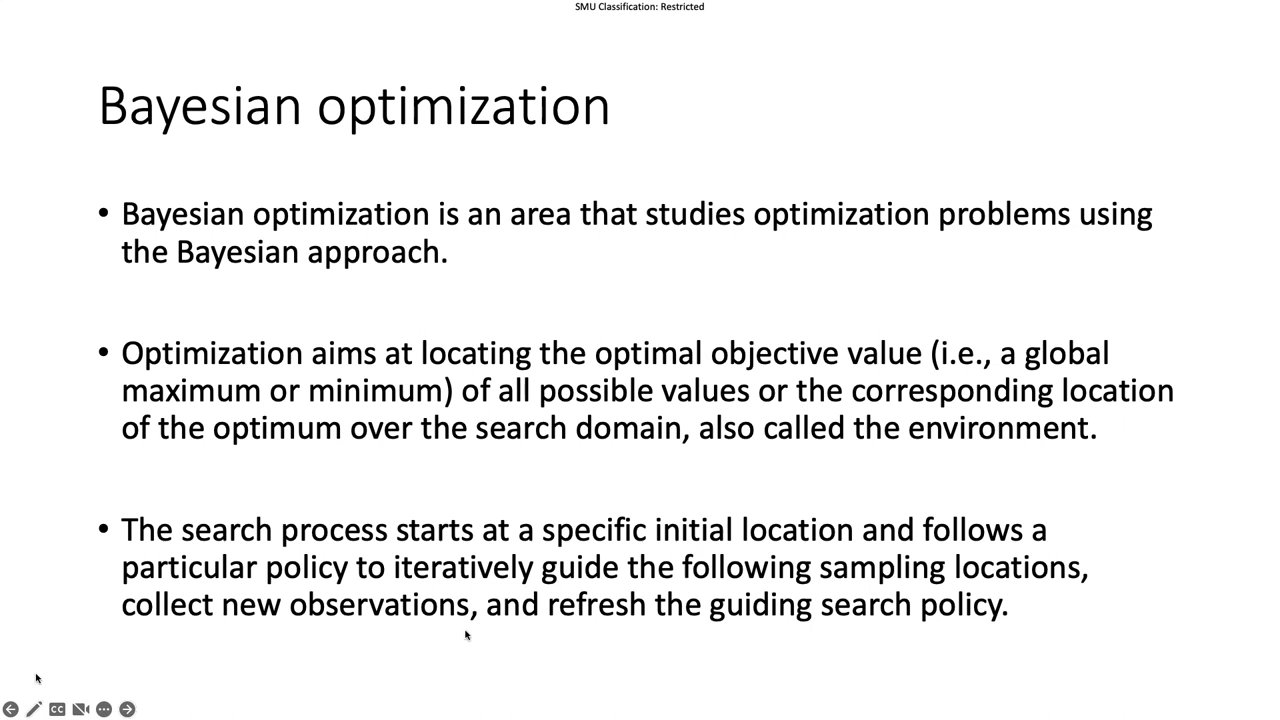 SMU Classification: Restricted
Bayesian optimization
• Bayesian optimization is an area that studies optimization problems using
the Bayesian approach.
• Optimization aims at locating the optimal objective value (i.e., a global
maximum or minimum) of all possible values or the corresponding location
of the optimum over the search domain, also called the environment.
• The search process starts at a specific initial location and follows a
particular policy to iteratively guide the following sampling locations,
collect new observations, and refresh the guiding search policy.
CC